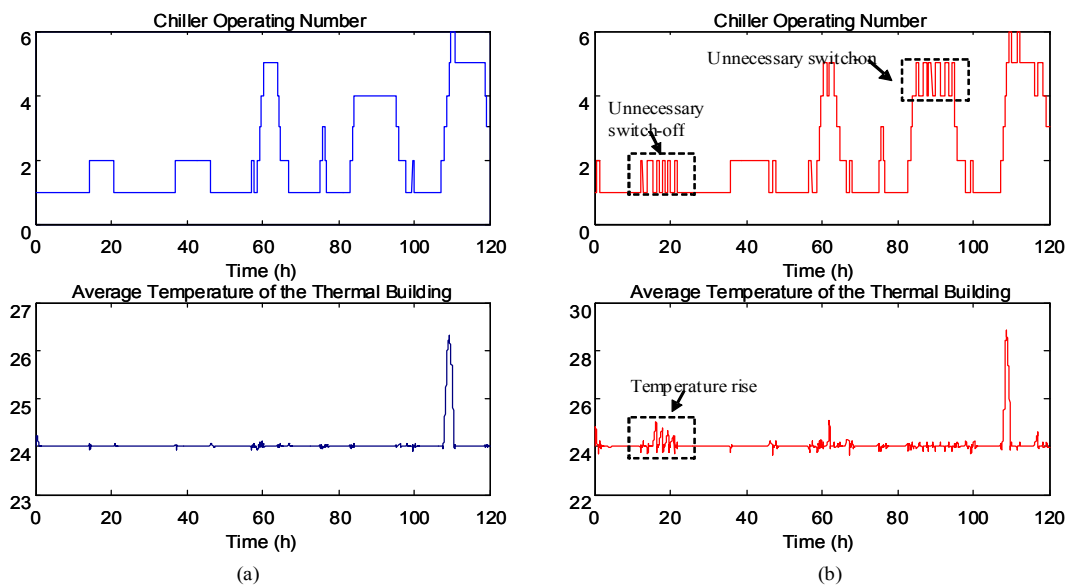 Chiller Operating Number
6
4
2
0
0 20 40 60 80 100 120
Time (h)
Average Temperature of the Thermal Building
27
26
25
24
23
0 20 40 60 80 100 120
Time (h)
(a)
Chiller Operating Number
6
Unnecessary switchon
4
Unnecessary
switch-off
2
0
0 20 40 60 80 100 120
Time (h)
Average Temperature of the Thermal Building
30
28
Temperature rise
26
24
22
0 20 40 60 80 100 120
Time (h)
(b)